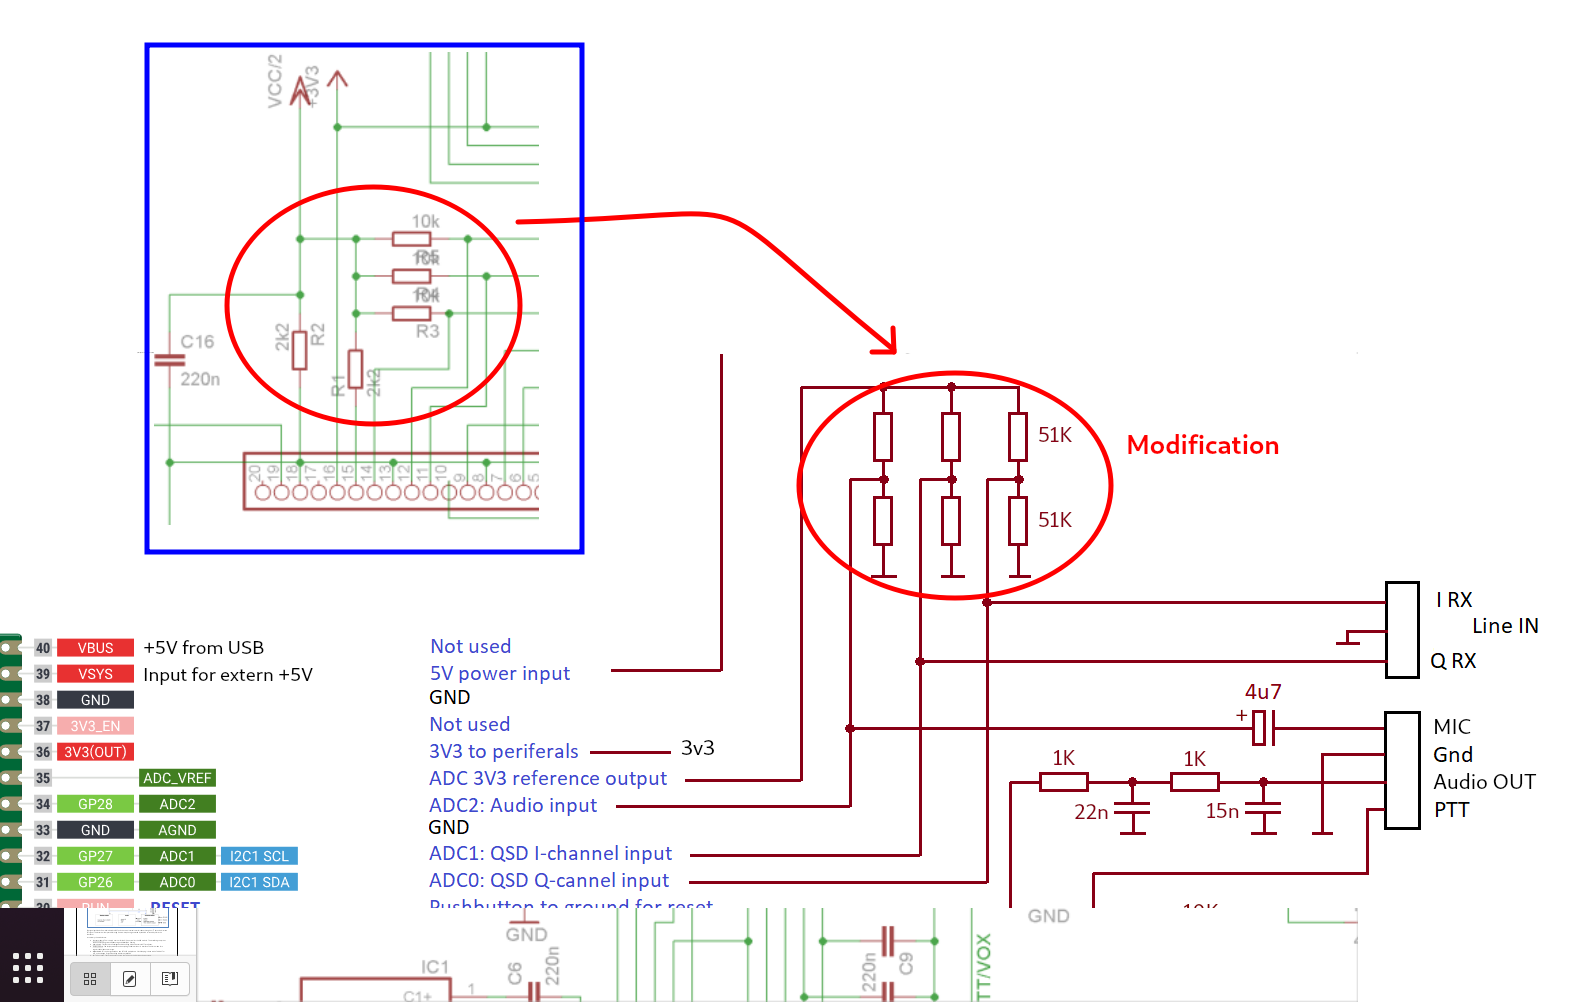 VCC/2
+3V3
10k
R5
10k
R4
10k
R3
2k2
R2
R1
2k2
C16
220n
20
19
18
17
16
15
14
13
12
11
10
9
8
7
6
5
51K
Modification
51K
I RX
Line IN
Q RX
40 VBUS +5V from USB Not used
39 VSYS Input for extern +5V 5V power input
38 GND GND
37 3V3_EN Not used
36 3V3(OUT) 3V3 to periferals 3v3
35 ADC_VREF ADC 3V3 reference output
34 GP28 ADC2 ADC2: Audio input
33 GND AGND GND
32 GP27 ADC1 I2C1 SCL ADC1: QSD I-channel input
31 GP26 ADC0 I2C1 SDA ADC0: QSD Q-cannel input
30 RUN RESET Pushbutton to ground for reset
4u7
+
MIC
Gnd
Audio OUT
PTT
1K
1K
22n
15n
10K
GND
GND
IC1
C1+
1
C6
220n
220n
C9
TT/VOX